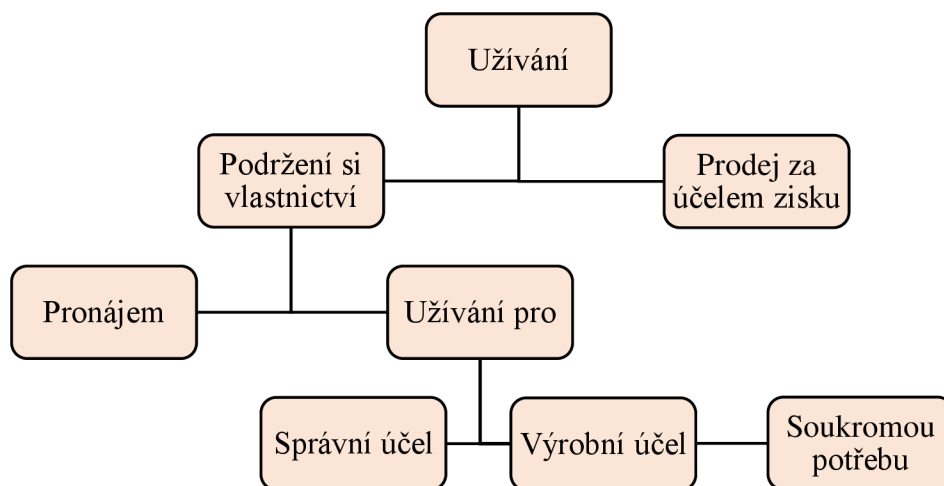 Užívání
Podržení si
vlastnictví
Prodej za
účelem zisku
Pronájem
Užívání pro
Správní účel
Výrobní účel
Soukromou
potřebu